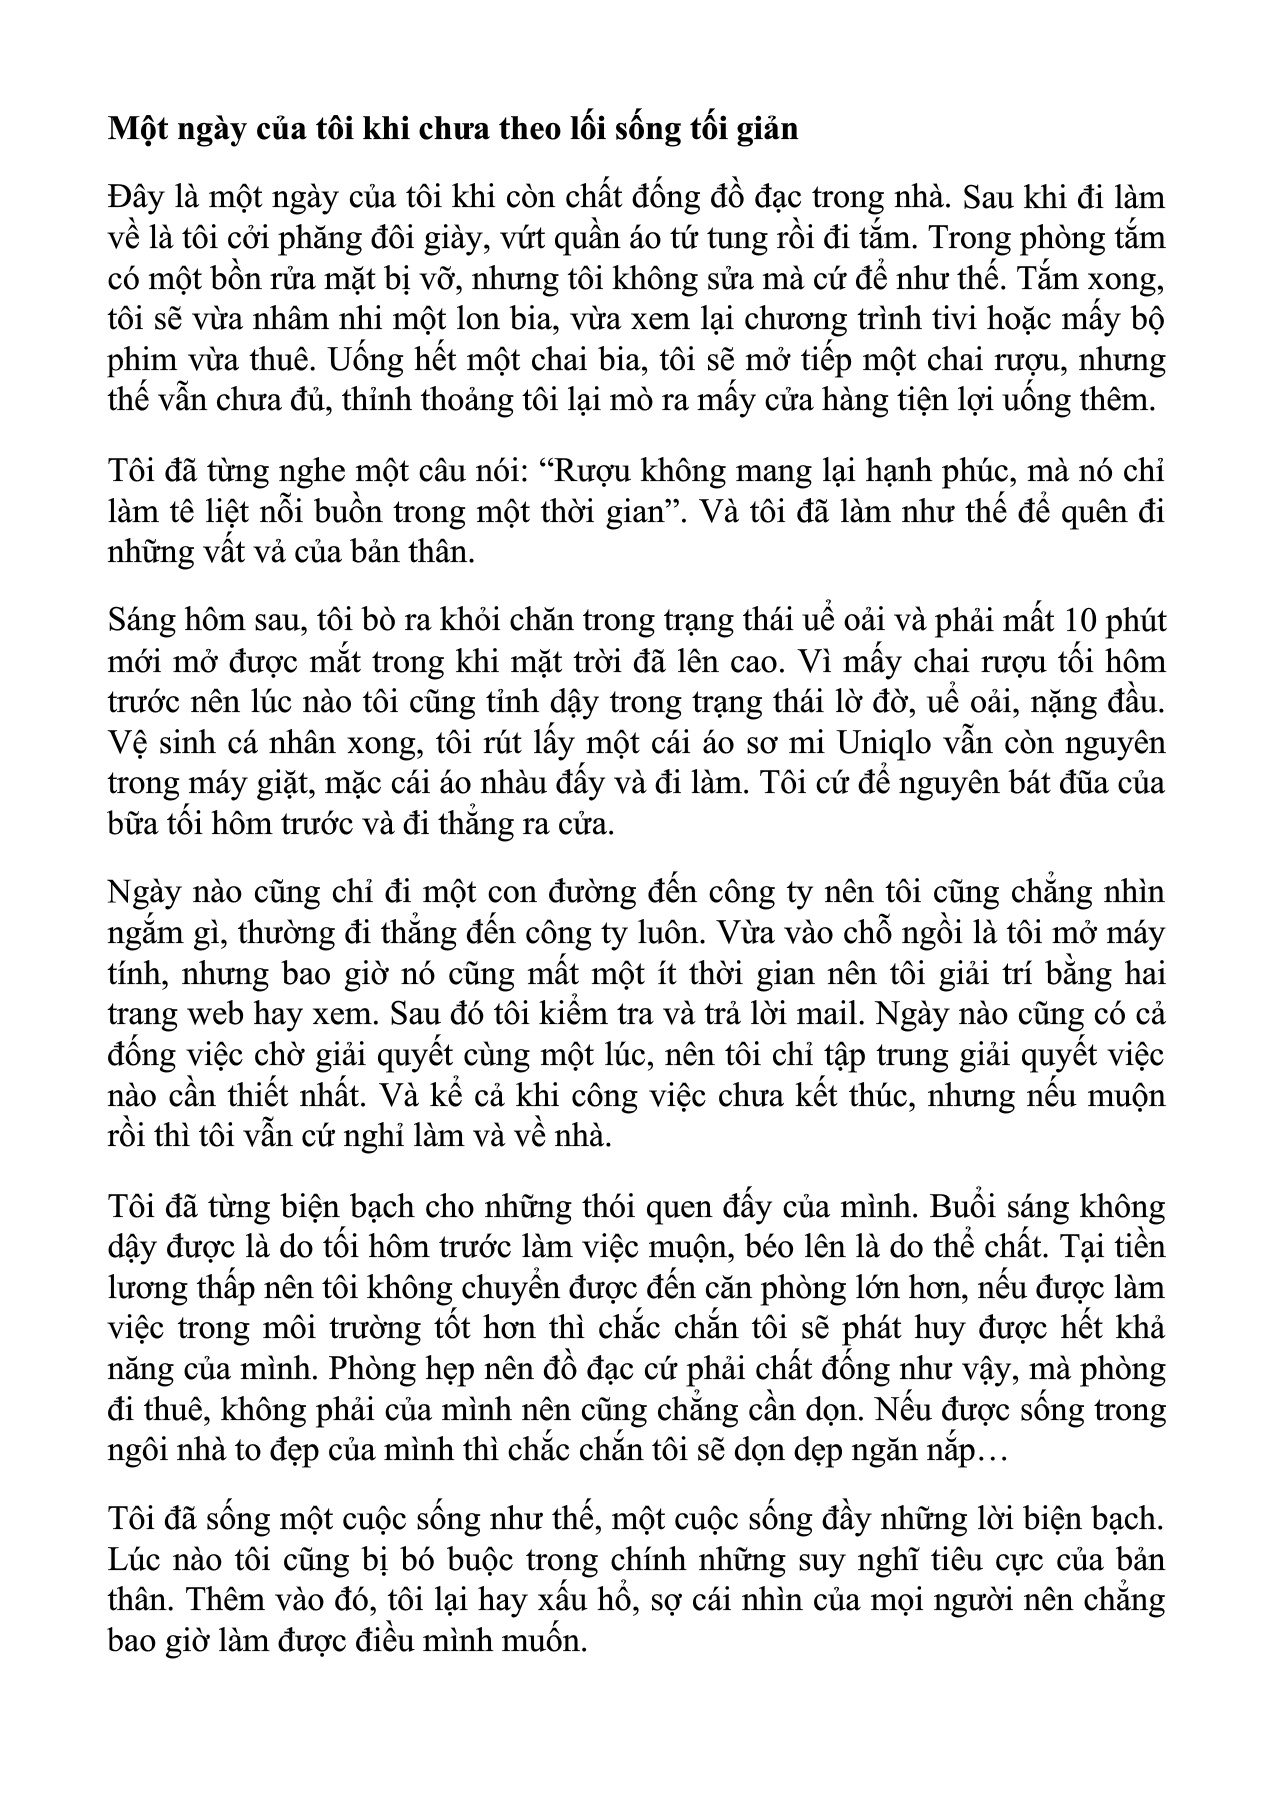 Một ngày của tôi khi chưa theo lối sống tối giản
Đây là một ngày của tôi khi còn chất đống đồ đạc trong nhà. Sau khi đi làm
về là tôi cởi phăng đôi giày, vứt quần áo tứ tung rồi đi tắm. Trong phòng tắm
có một bồn rửa mặt bị vỡ, nhưng tôi không sửa mà cứ để như thế. Tắm xong,
tôi sẽ vừa nhâm nhi một lon bia, vừa xem lại chương trình tivi hoặc mấy bộ
phim vừa thuê. Uống hết một chai bia, tôi sẽ mở tiếp một chai rượu, nhưng
thế vẫn chưa đủ, thỉnh thoảng tôi lại mò ra mấy cửa hàng tiện lợi uống thêm.
Tôi đã từng nghe một câu nói: “Rượu không mang lại hạnh phúc, mà nó chỉ
làm tê liệt nỗi buồn trong một thời gian”. Và tôi đã làm như thế để quên đi
những vất vả của bản thân.
Sáng hôm sau, tôi bò ra khỏi chăn trong trạng thái uể oải và phải mất 10 phút
mới mở được mắt trong khi mặt trời đã lên cao. Vì mấy chai rượu tối hôm
trước nên lúc nào tôi cũng tỉnh dậy trong trạng thái lờ đờ, uể oải, nặng đầu.
Vệ sinh cá nhân xong, tôi rút lấy một cái áo sơ mi Uniqlo vẫn còn nguyên
trong máy giặt, mặc cái áo nhàu đấy và đi làm. Tôi cứ để nguyên bát đũa của
bữa tối hôm trước và đi thẳng ra cửa.
Ngày nào cũng chỉ đi một con đường đến công ty nên tôi cũng chẳng nhìn
ngắm gì, thường đi thẳng đến công ty luôn. Vừa vào chỗ ngồi là tôi mở máy
tính, nhưng bao giờ nó cũng mất một ít thời gian nên tôi giải trí bằng hai
trang web hay xem. Sau đó tôi kiểm tra và trả lời mail. Ngày nào cũng có cả
đống việc chờ giải quyết cùng một lúc, nên tôi chỉ tập trung giải quyết việc
nào cần thiết nhất. Và kể cả khi công việc chưa kết thúc, nhưng nếu muộn
rồi thì tôi vẫn cứ nghỉ làm và về nhà.
Tôi đã từng biện bạch cho những thói quen đấy của mình. Buổi sáng không
dậy được là do tối hôm trước làm việc muộn, béo lên là do thể chất. Tại tiền
lương thấp nên tôi không chuyển được đến căn phòng lớn hơn, nếu được làm
việc trong môi trường tốt hơn thì chắc chắn tôi sẽ phát huy được hết khả
năng của mình. Phòng hẹp nên đồ đạc cứ phải chất đống như vậy, mà phòng
đi thuê, không phải của mình nên cũng chẳng cần dọn. Nếu được sống trong
ngôi nhà to đẹp của mình thì chắc chắn tôi sẽ dọn dẹp ngăn nắp…
Tôi đã sống một cuộc sống như thế, một cuộc sống đầy những lời biện bạch.
Lúc nào tôi cũng bị bó buộc trong chính những suy nghĩ tiêu cực của bản
thân. Thêm vào đó, tôi lại hay xấu hổ, sợ cái nhìn của mọi người nên chẳng
bao giờ làm được điều mình muốn.